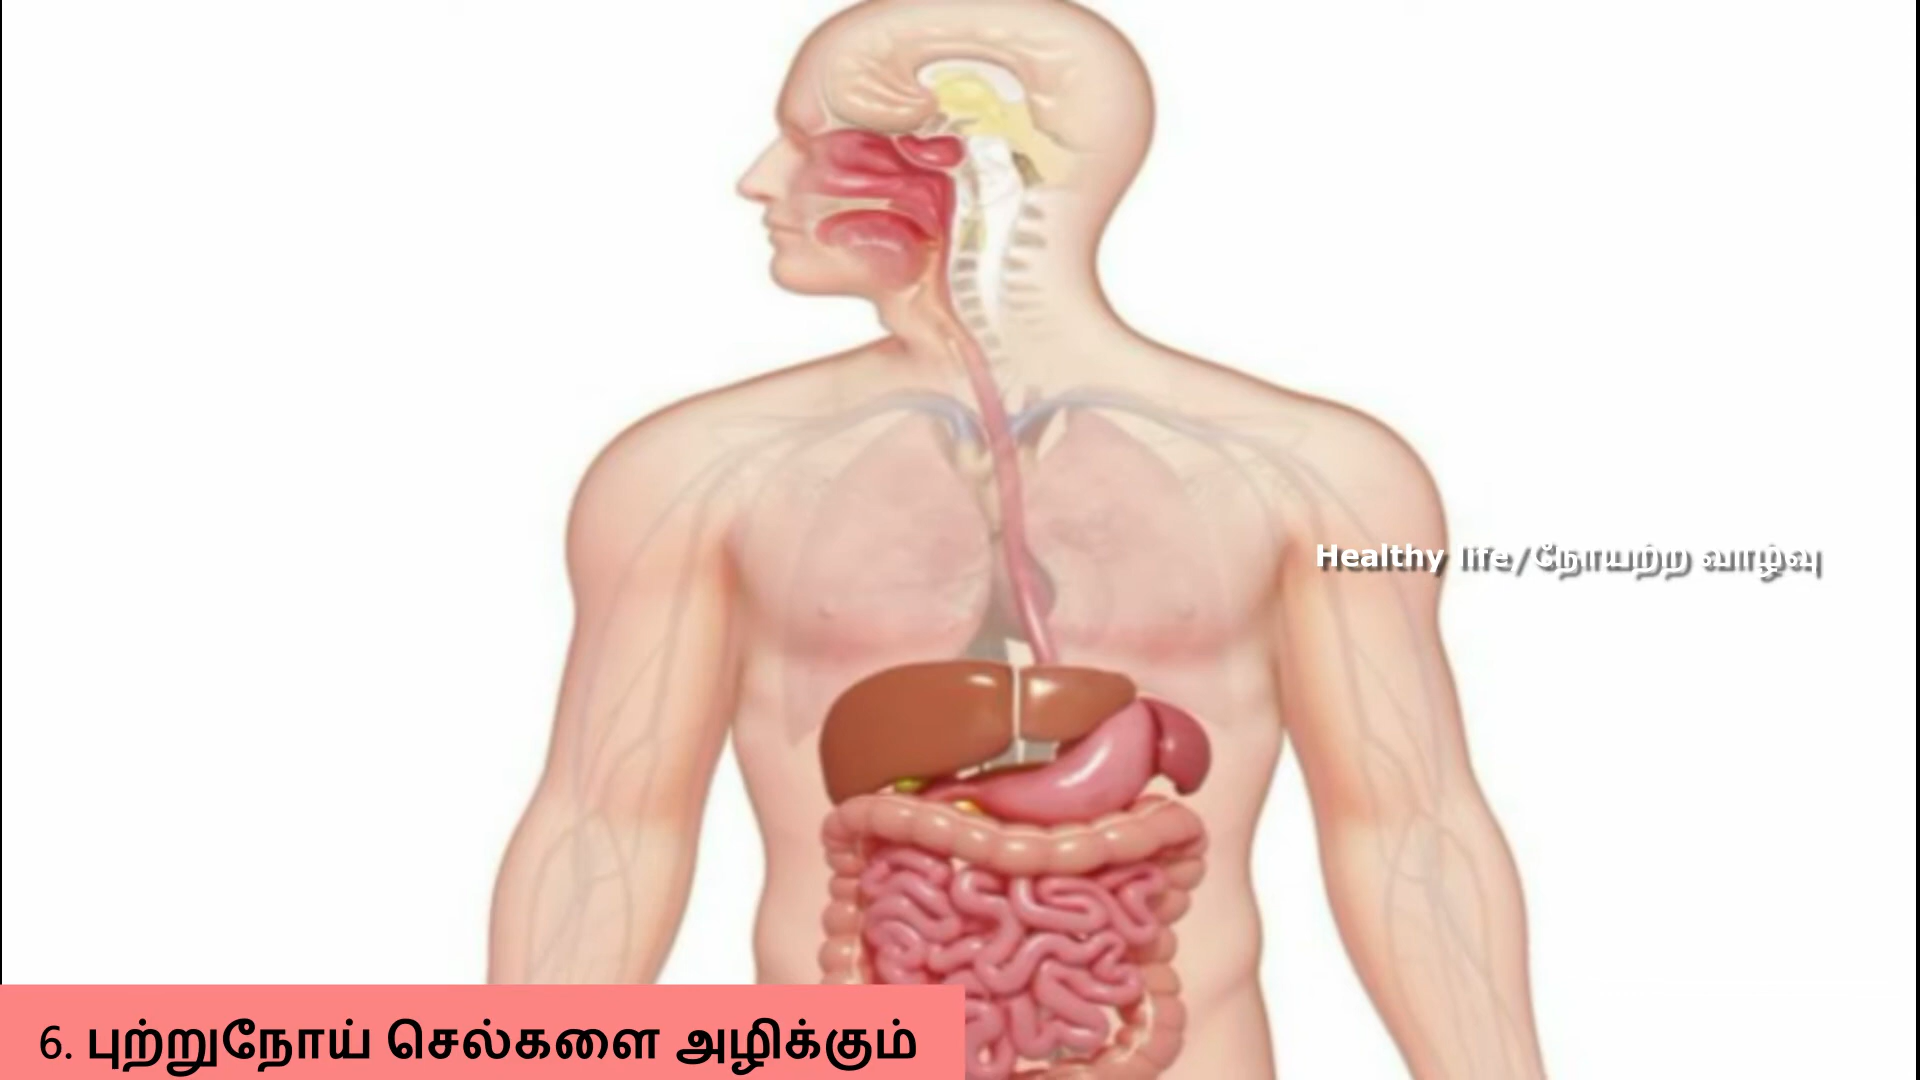 Healthy life/நோயற்ற வாழ்வு
6. புற்றுநோய் செல்களை அழிக்கும்